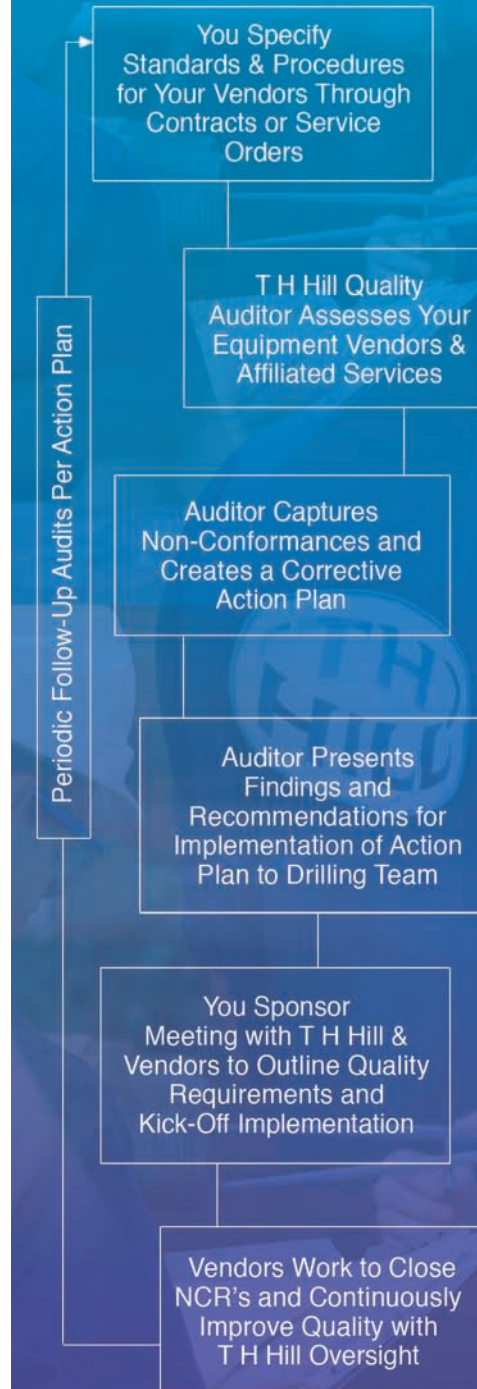 You Specify
Standards & Procedures
for Your Vendors Through
Contracts or Service
Orders
T H Hill Quality
Auditor Assesses Your
Equipment Vendors &
Affiliated Services
Auditor Captures
Non-Conformances and
Creates a Corrective
Action Plan
Auditor Presents
Findings and
Recommendations for
Implementation of Action
Plan to Drilling Team
You Sponsor
Meeting with T H Hill &
Vendors to Outline Quality
Requirements and
Kick-Off Implementation
Vendors Work to Close
NCR's and Continuously
Improve Quality with
T H Hill Oversight
Periodic Follow-Up Audits Per Action Plan
TH
HILL